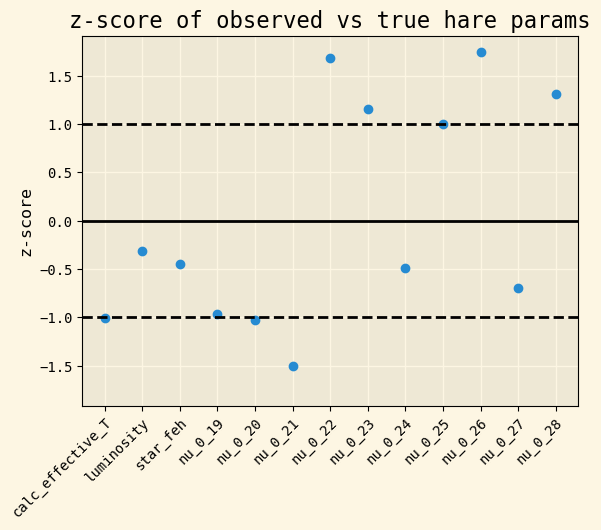 z-score of observed vs true hare params
z-score
1.5
1.0
0.5
0.0
−0.5
−1.0
−1.5
calc_effective_T
luminosity
star_feh
nu_0_19
nu_0_20
nu_0_21
nu_0_22
nu_0_23
nu_0_24
nu_0_25
nu_0_26
nu_0_27
nu_0_28